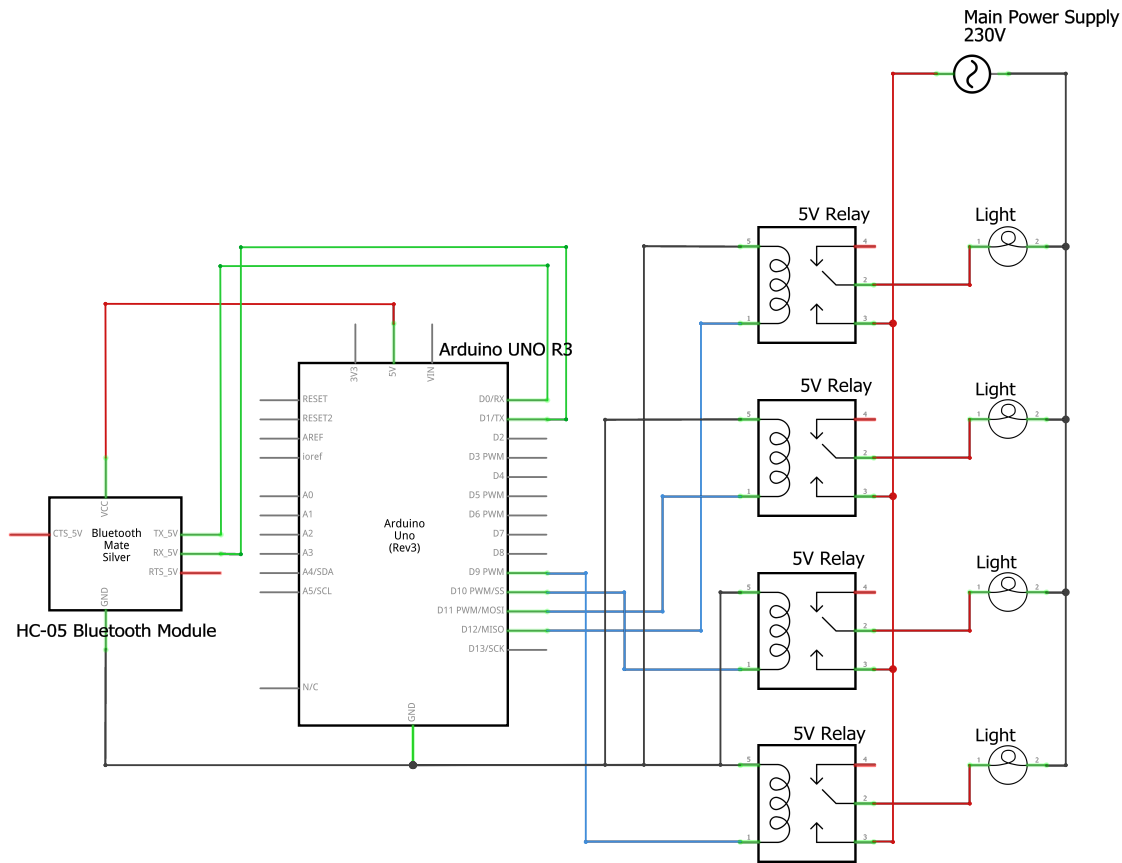 Main Power Supply
230V
5V Relay
Light
5
4
1
2
2
1
3
5V Relay
Light
5
4
1
2
2
1
3
5V Relay
Light
5
4
1
2
2
1
3
5V Relay
Light
5
4
1
2
2
1
3
Arduino UNO R3
3V3
5V
VIN
RESET
RESET2
AREF
ioref
A0
A1
A2
A3
A4/SDA
A5/SCL
N/C
Arduino
Uno
(Rev3)
D0/RX
D1/TX
D2
D3 PWM
D4
D5 PWM
D6 PWM
D7
D8
D9 PWM
D10 PWM/SS
D11 PWM/MOSI
D12/MISO
D13/SCK
GND
VCC
CTS_5V
Bluetooth
Mate
Silver
TX_5V
RX_5V
RTS_5V
GND
HC-05 Bluetooth Module